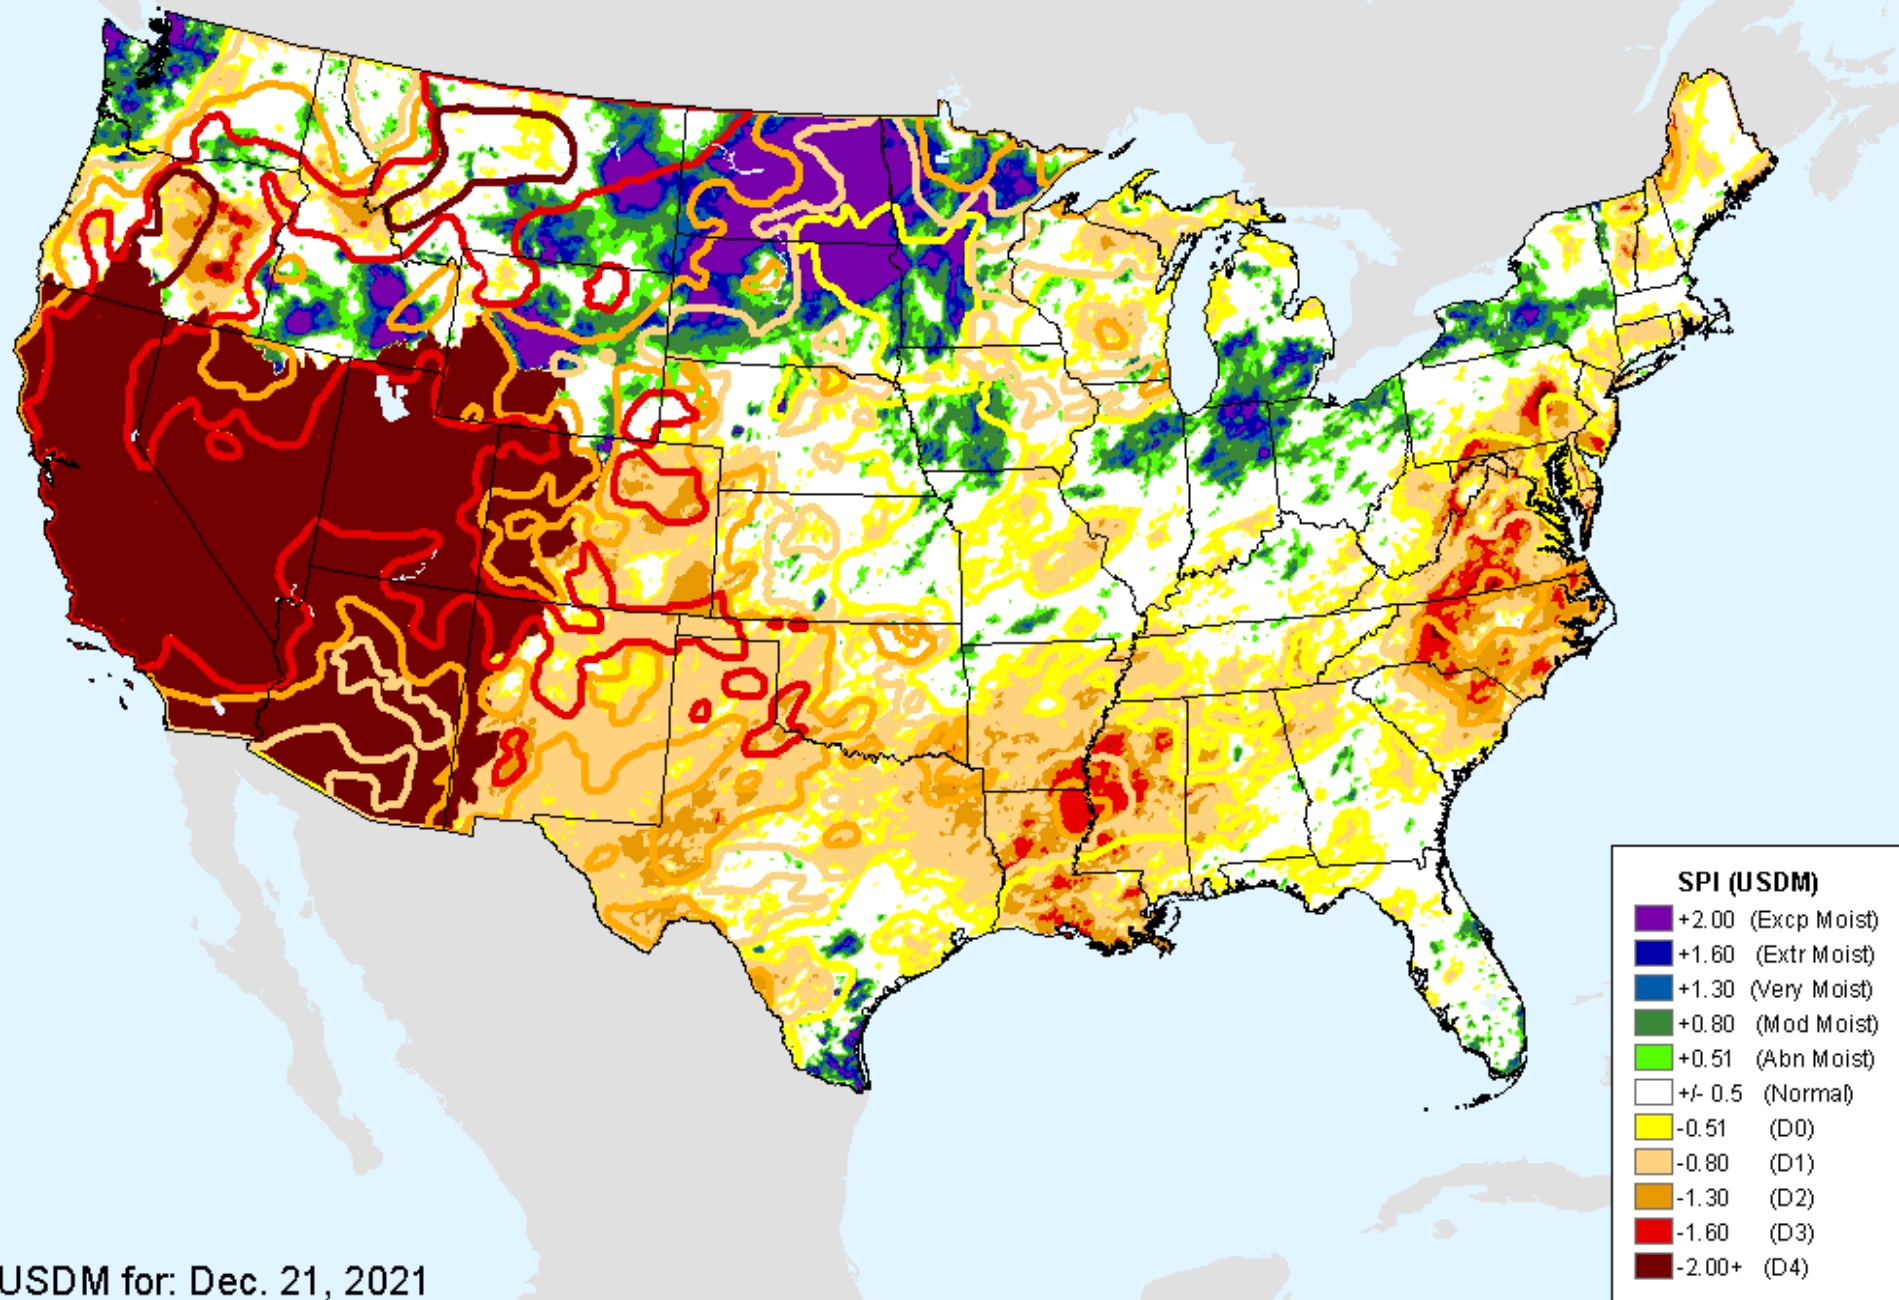 SPI (USDM)
+2.00 (Excp Moist)
+1.60 (Extr Moist)
+1.30 (Very Moist)
+0.80 (Mod Moist)
+0.51 (Abn Moist)
+/- 0.5 (Normal)
-0.51 (D0)
-0.80 (D1)
-1.30 (D2)
-1.60 (D3)
-2.00+ (D4)
USDM for: Dec. 21, 2021